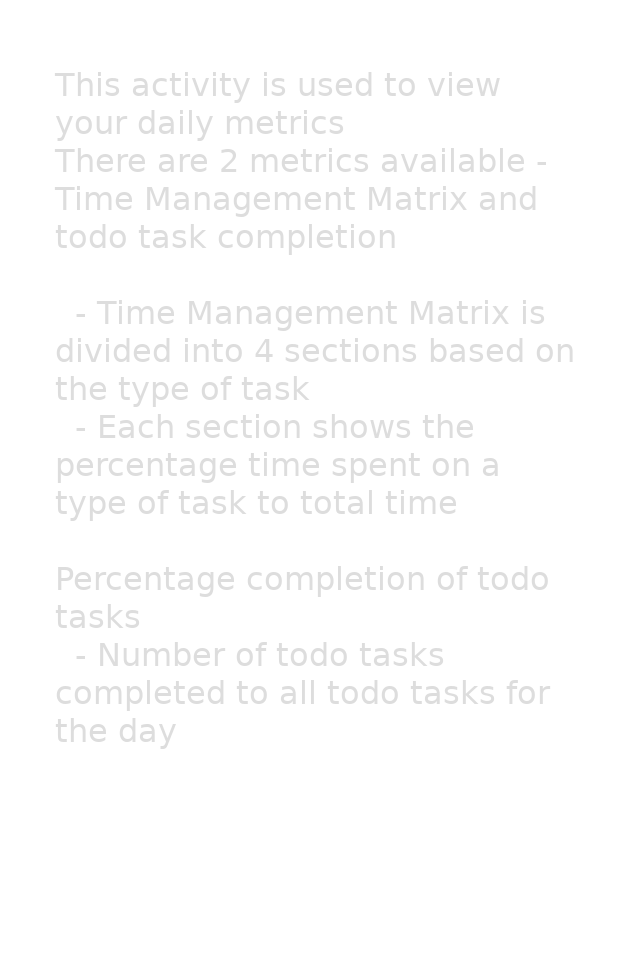 This activity is used to view
your daily metrics
There are 2 metrics available -
Time Management Matrix and
todo task completion
- Time Management Matrix is
divided into 4 sections based on
the type of task
- Each section shows the
percentage time spent on a
type of task to total time
Percentage completion of todo
tasks
- Number of todo tasks
completed to all todo tasks for
the day